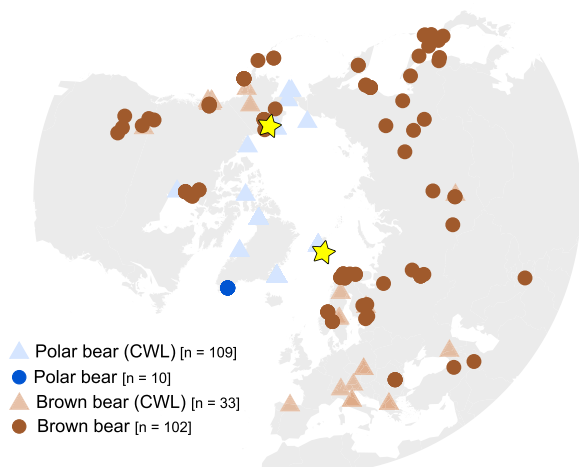 Polar bear (CWL) [n = 109]
Polar bear [n = 10]
Brown bear (CWL) [n = 33]
Brown bear [n = 102]